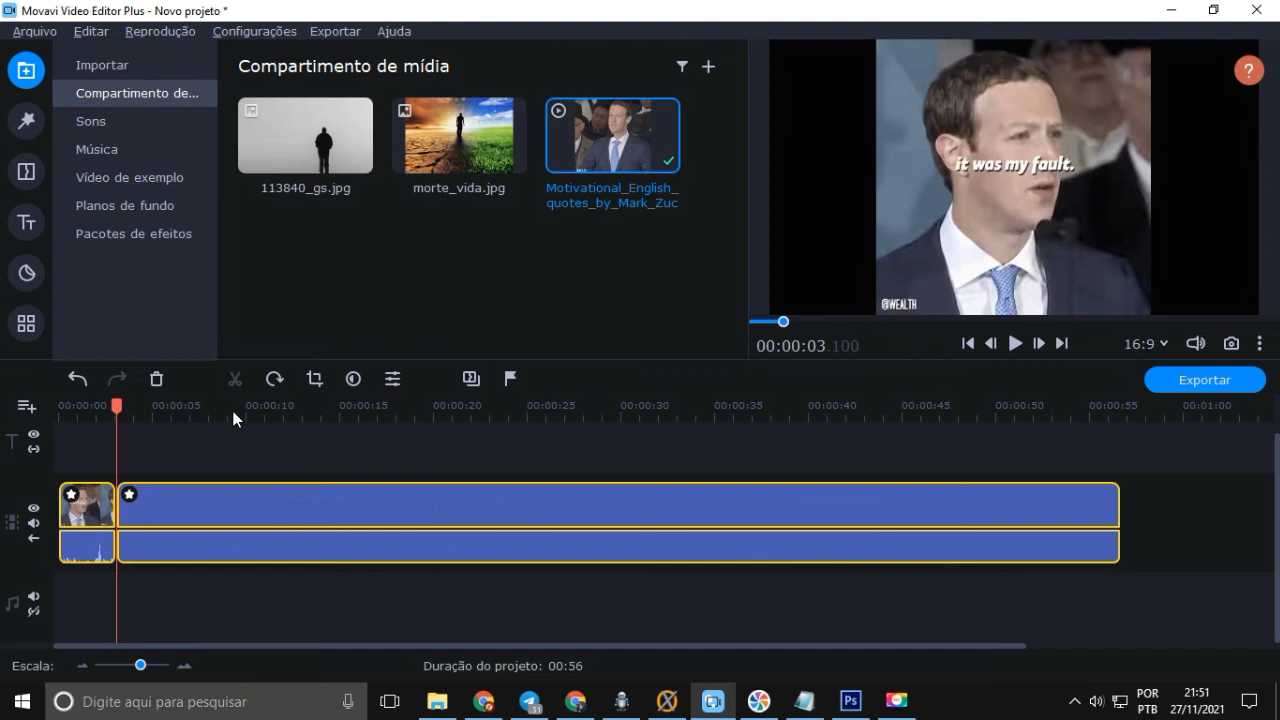 Movavi Video Editor Plus - Novo projeto *
Arquivo Editar Reprodução Configurações Exportar Ajuda
Importar
Compartimento de...
Sons
Música
Vídeo de exemplo
Planos de fundo
Pacotes de efeitos
Compartimento de mídia
113840_gs.jpg
morte_vida.jpg
Motivational_English_
quotes_by_Mark_Zuc
?
it was my fault.
@WEALTH
00:00:03.100
16:9
Exportar
00:00:00 00:00:05 00:00:10 00:00:15 00:00:20 00:00:25 00:00:30 00:00:35 00:00:40 00:00:45 00:00:50 00:00:55 00:01:00
Escala:
Duração do projeto: 00:56
Digite aqui para pesquisar
51
Ps
POR
PTB
21:51
27/11/2021